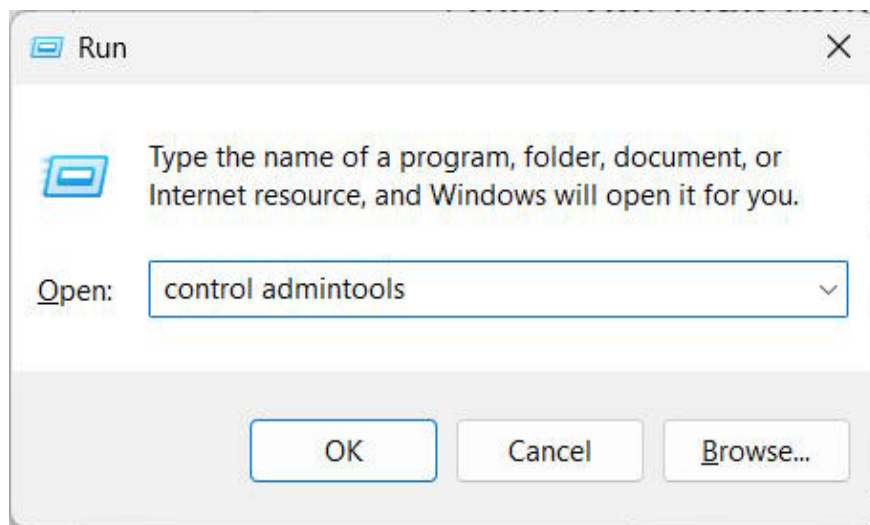 Run
Type the name of a program, folder, document, or
Internet resource, and Windows will open it for you.
Open: control admintools
OK Cancel Browse...